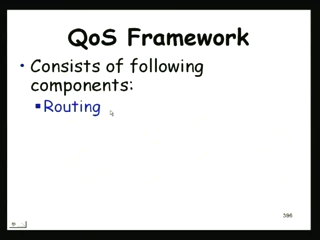 QoS Framework
• Consists of following
components:
▪ Routing
396